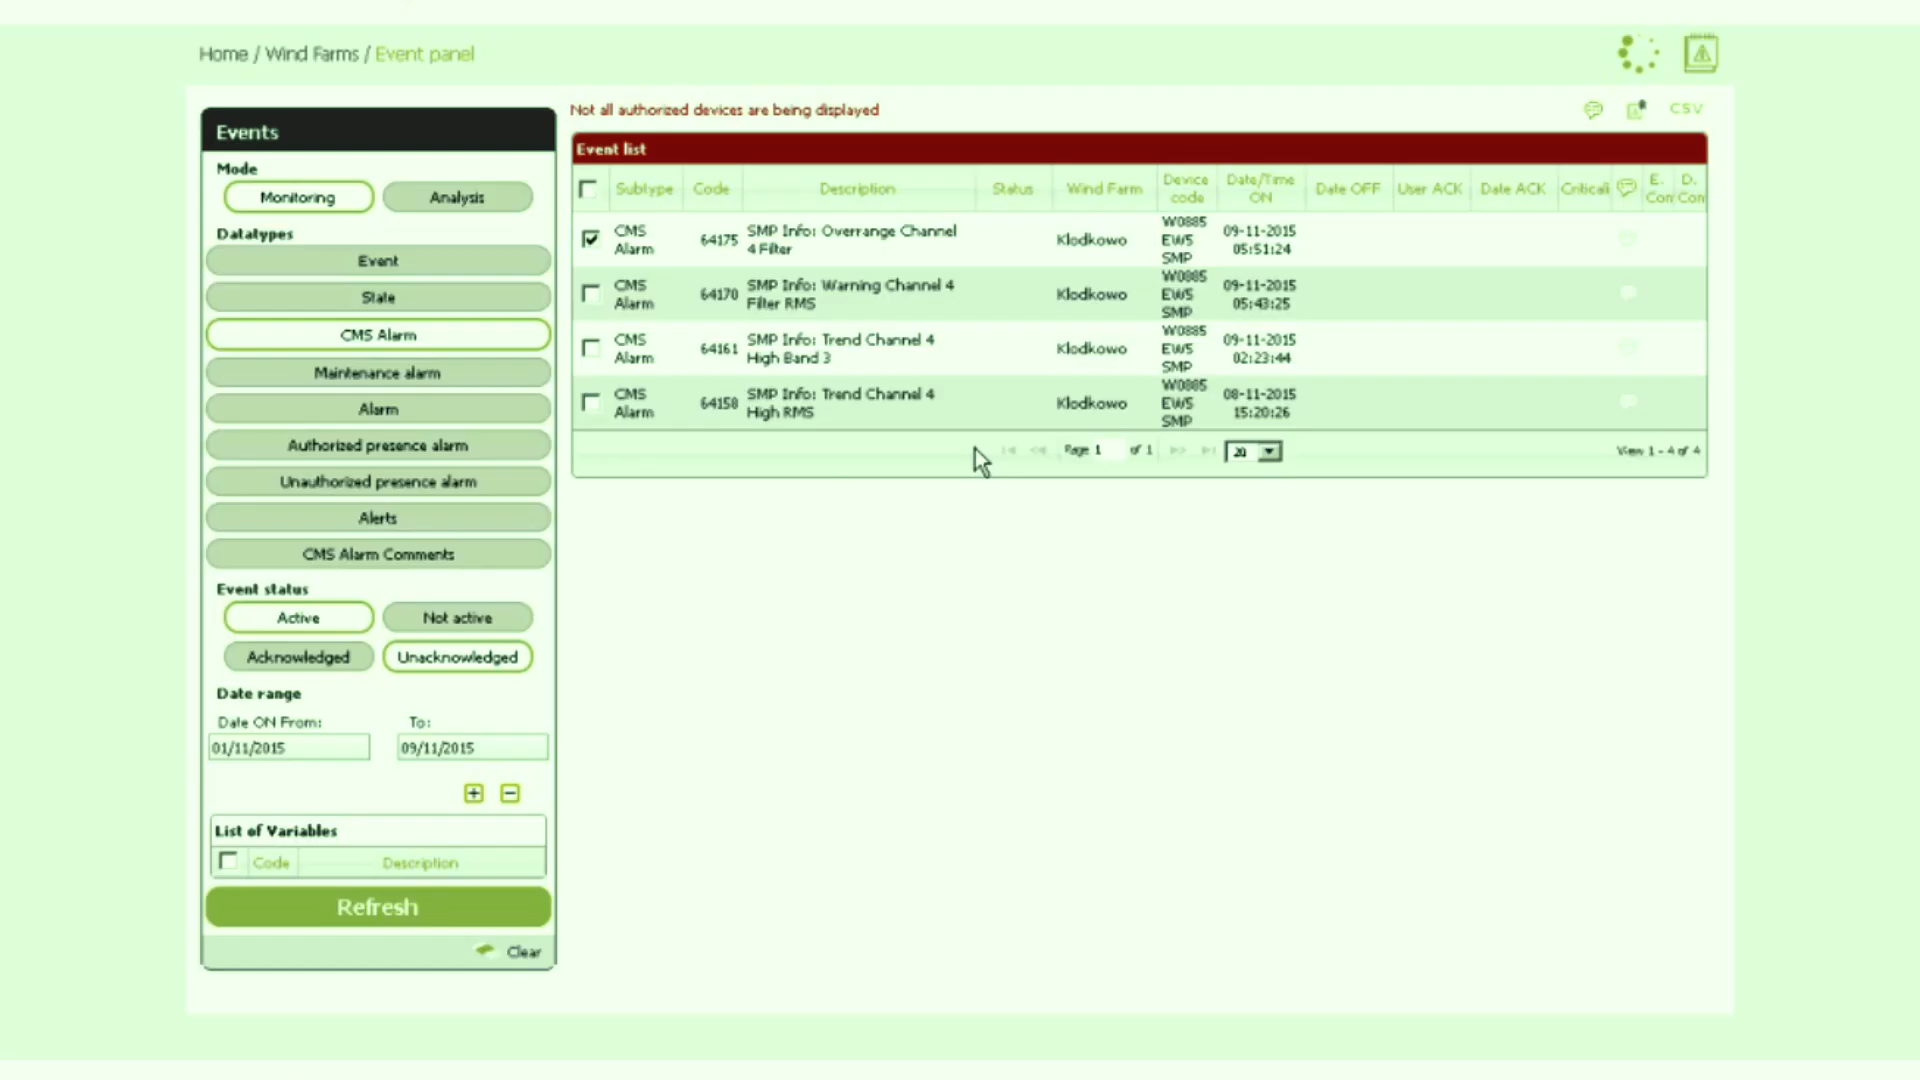 Home / Wind Farms / Event panel
Not all authorized devices are being displayed
CSV
Events
Mode
Monitoring Analysis
Datatypes
Event
State
CMS Alarm
Maintenance alarm
Alarm
Authorized presence alarm
Unauthorized presence alarm
Alerts
CMS Alarm Comments
Event status
Active Not active
Acknowledged Unacknowledged
Date range
Date ON From: To:
01/11/2015 09/11/2015
List of Variables
Code Description
Refresh
Clear
Event list
Subtype Code Description Status Wind Farm Device code Date/Time ON Date OFF User ACK Date ACK Criticali E. Con D. Con
CMS Alarm 64175 SMP Info: Overrange Channel 4 Filter Klodkowo W0885 EW5 SMP 09-11-2015 05:51:24
CMS Alarm 64170 SMP Info: Warning Channel 4 Filter RMS Klodkowo W0885 EW5 SMP 09-11-2015 05:43:25
CMS Alarm 64161 SMP Info: Trend Channel 4 High Band 3 Klodkowo W0885 EW5 SMP 09-11-2015 02:23:44
CMS Alarm 64158 SMP Info: Trend Channel 4 High RMS Klodkowo W0885 EW5 SMP 08-11-2015 15:20:26
Page 1 of 1 20 View 1 - 4 of 4